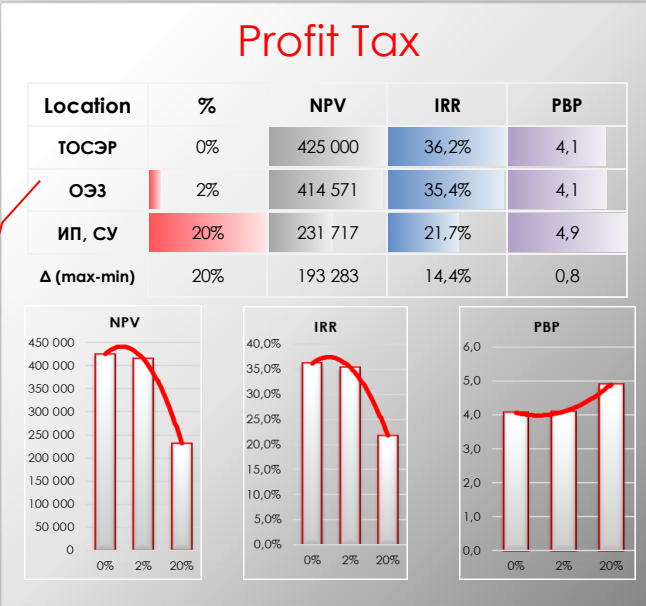 Profit Tax
Location % NPV IRR PBP
ТОСЭР 0% 425 000 36,2% 4,1
ОЭЗ 2% 414 571 35,4% 4,1
ИП, СУ 20% 231 717 21,7% 4,9
Δ (max-min) 20% 193 283 14,4% 0,8
NPV
450 000
400 000
350 000
300 000
250 000
200 000
150 000
100 000
50 000
0
0% 2% 20%
IRR
40,0%
35,0%
30,0%
25,0%
20,0%
15,0%
10,0%
5,0%
0,0%
0% 2% 20%
PBP
6,0
5,0
4,0
3,0
2,0
1,0
0,0
0% 2% 20%